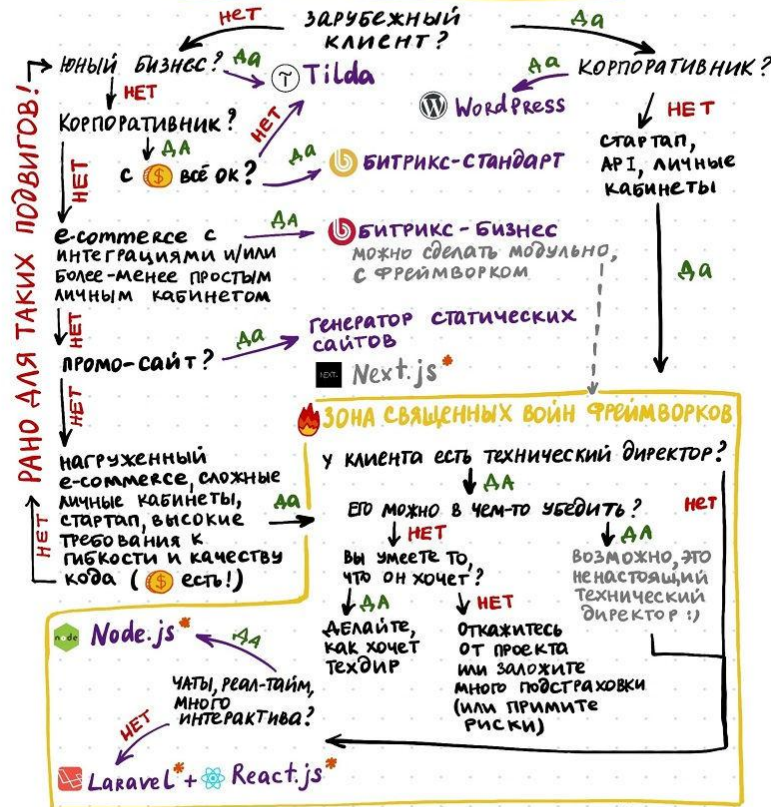 ЗАРУБЕЖНЫЙ
КЛИЕНТ?
НЕТ
ДА
ЮНЫЙ БИЗНЕС?
ДА
Tilda
НЕТ
КОРПОРАТИВНИК?
ДА
С $ ВСЁ ОК?
НЕТ
ДА
БИТРИКС-СТАНДАРТ
КОРПОРАТИВНИК?
ДА
WORDPRESS
НЕТ
СТАРТАП,
API, ЛИЧНЫЕ
КАБИНЕТЫ
ДА
НЕТ
E-COMMERCE С
ИНТЕГРАЦИЯМИ И/ИЛИ
БОЛЕЕ-МЕНЕЕ ПРОСТЫМ
ЛИЧНЫМ КАБИНЕТОМ
ДА
БИТРИКС - БИЗНЕС
МОЖНО СДЕЛАТЬ МОДУЛЬНО,
С ФРЕЙМВОРКОМ
НЕТ
ПРОМО-САЙТ?
ДА
ГЕНЕРАТОР СТАТИЧЕСКИХ
САЙТОВ
NEXT.
Next.js*
НЕТ
НАГРУЖЕННЫЙ
E-COMMERCE, СЛОЖНЫЕ
ЛИЧНЫЕ КАБИНЕТЫ,
СТАРТАП, ВЫСОКИЕ
ТРЕБОВАНИЯ К
ГИБКОСТИ И КАЧЕСТВУ
КОДА ($ ЕСТЬ!)
ДА
НЕТ
РАНО ДЛЯ ТАКИХ ПОДВИГОВ!
ЗОНА СВЯЩЕННЫХ ВОЙН ФРЕЙМВОРКОВ
У КЛИЕНТА ЕСТЬ ТЕХНИЧЕСКИЙ ДИРЕКТОР?
ДА
НЕТ
ЕГО МОЖНО В ЧЕМ-ТО УБЕДИТЬ?
НЕТ
ДА
ВЫ УМЕЕТЕ ТО,
ЧТО ОН ХОЧЕТ?
ВОЗМОЖНО, ЭТО
НЕНАСТОЯЩИЙ
ТЕХНИЧЕСКИЙ
ДИРЕКТОР :)
ДА
НЕТ
ДЕЛАЙТЕ,
КАК ХОЧЕТ
ТЕХДИР
ОТКАЖИТЕСЬ
ОТ ПРОЕКТА
ИЛИ ЗАЛОЖИТЕ
МНОГО ПОДСТРАХОВКИ
(ИЛИ ПРИМИТЕ
РИСКИ)
node
Node.js*
ДА
ЧАТЫ, РЕАЛ-ТАЙМ,
МНОГО
ИНТЕРАКТИВА?
НЕТ
LARAVEL* + React.js*